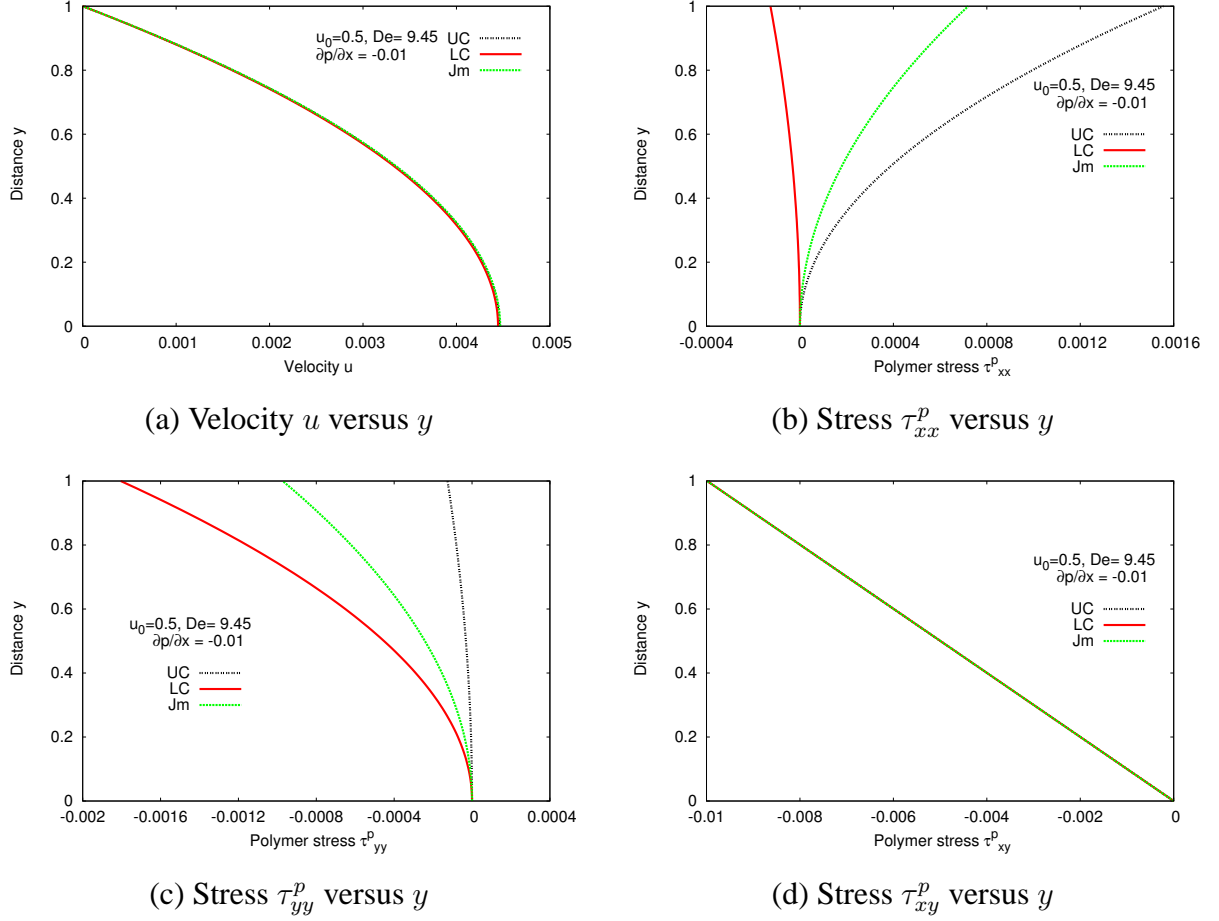 u0=0.5, De= 9.45
∂p/∂x = -0.01
UC
LC
Jm
1
0.8
0.6
0.4
0.2
0
Distance y
0 0.001 0.002 0.003 0.004 0.005
Velocity u
(a) Velocity u versus y
u0=0.5, De= 9.45
∂p/∂x = -0.01
UC
LC
Jm
1
0.8
0.6
0.4
0.2
0
Distance y
-0.0004 0 0.0004 0.0008 0.0012 0.0016
Polymer stress τ^p_xx
(b) Stress τ^p_xx versus y
u0=0.5, De= 9.45
∂p/∂x = -0.01
UC
LC
Jm
1
0.8
0.6
0.4
0.2
0
Distance y
-0.002 -0.0016 -0.0012 -0.0008 -0.0004 0 0.0004
Polymer stress τ^p_yy
(c) Stress τ^p_yy versus y
u0=0.5, De= 9.45
∂p/∂x = -0.01
UC
LC
Jm
1
0.8
0.6
0.4
0.2
0
Distance y
-0.01 -0.008 -0.006 -0.004 -0.002 0
Polymer stress τ^p_xy
(d) Stress τ^p_xy versus y